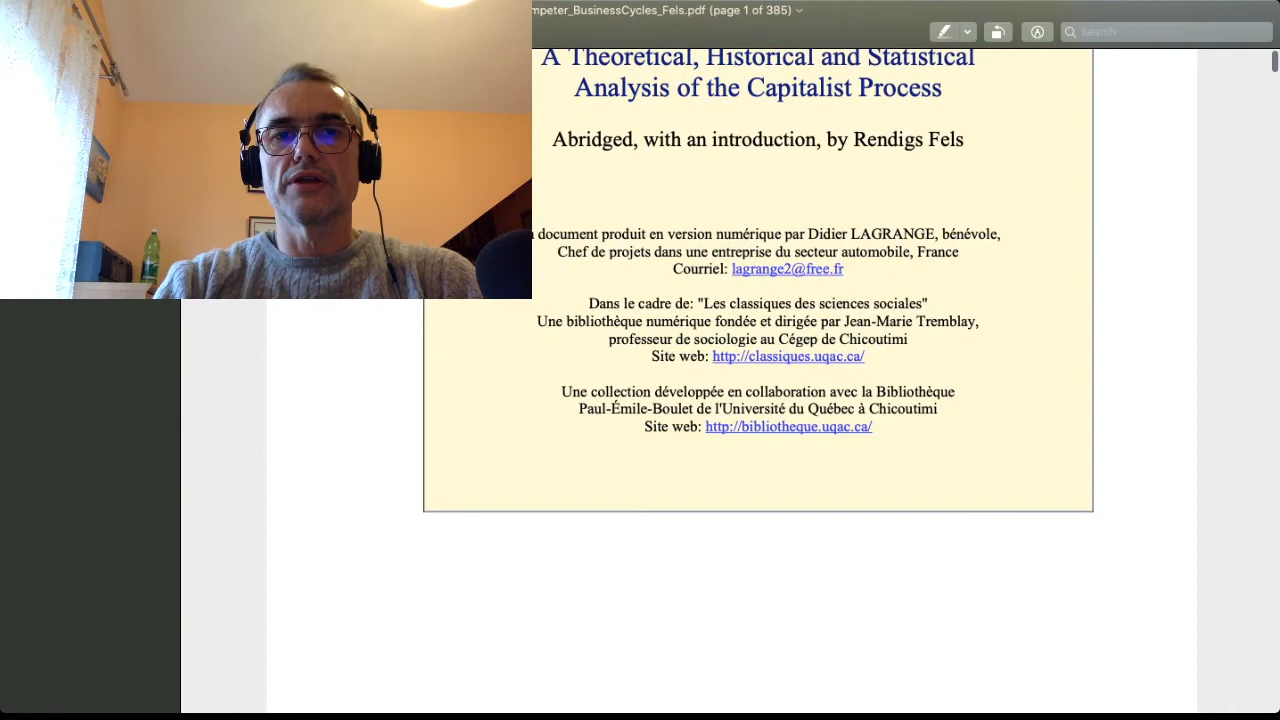 mpeter_BusinessCycles_Fels.pdf (page 1 of 385)
Search
A Theoretical, Historical and Statistical
Analysis of the Capitalist Process
Abridged, with an introduction, by Rendigs Fels
document produit en version numérique par Didier LAGRANGE, bénévole,
Chef de projets dans une entreprise du secteur automobile, France
Courriel: lagrange2@free.fr
Dans le cadre de: "Les classiques des sciences sociales"
Une bibliothèque numérique fondée et dirigée par Jean-Marie Tremblay,
professeur de sociologie au Cégep de Chicoutimi
Site web: http://classiques.uqac.ca/
Une collection développée en collaboration avec la Bibliothèque
Paul-Émile-Boulet de l'Université du Québec à Chicoutimi
Site web: http://bibliotheque.uqac.ca/